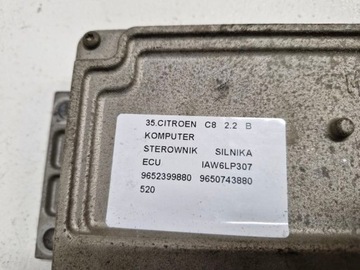 35.CITROEN C8 2.2 B
KOMPUTER
STEROWNIK SILNIKA
ECU IAW6LP307
9652399880 9650743880
520